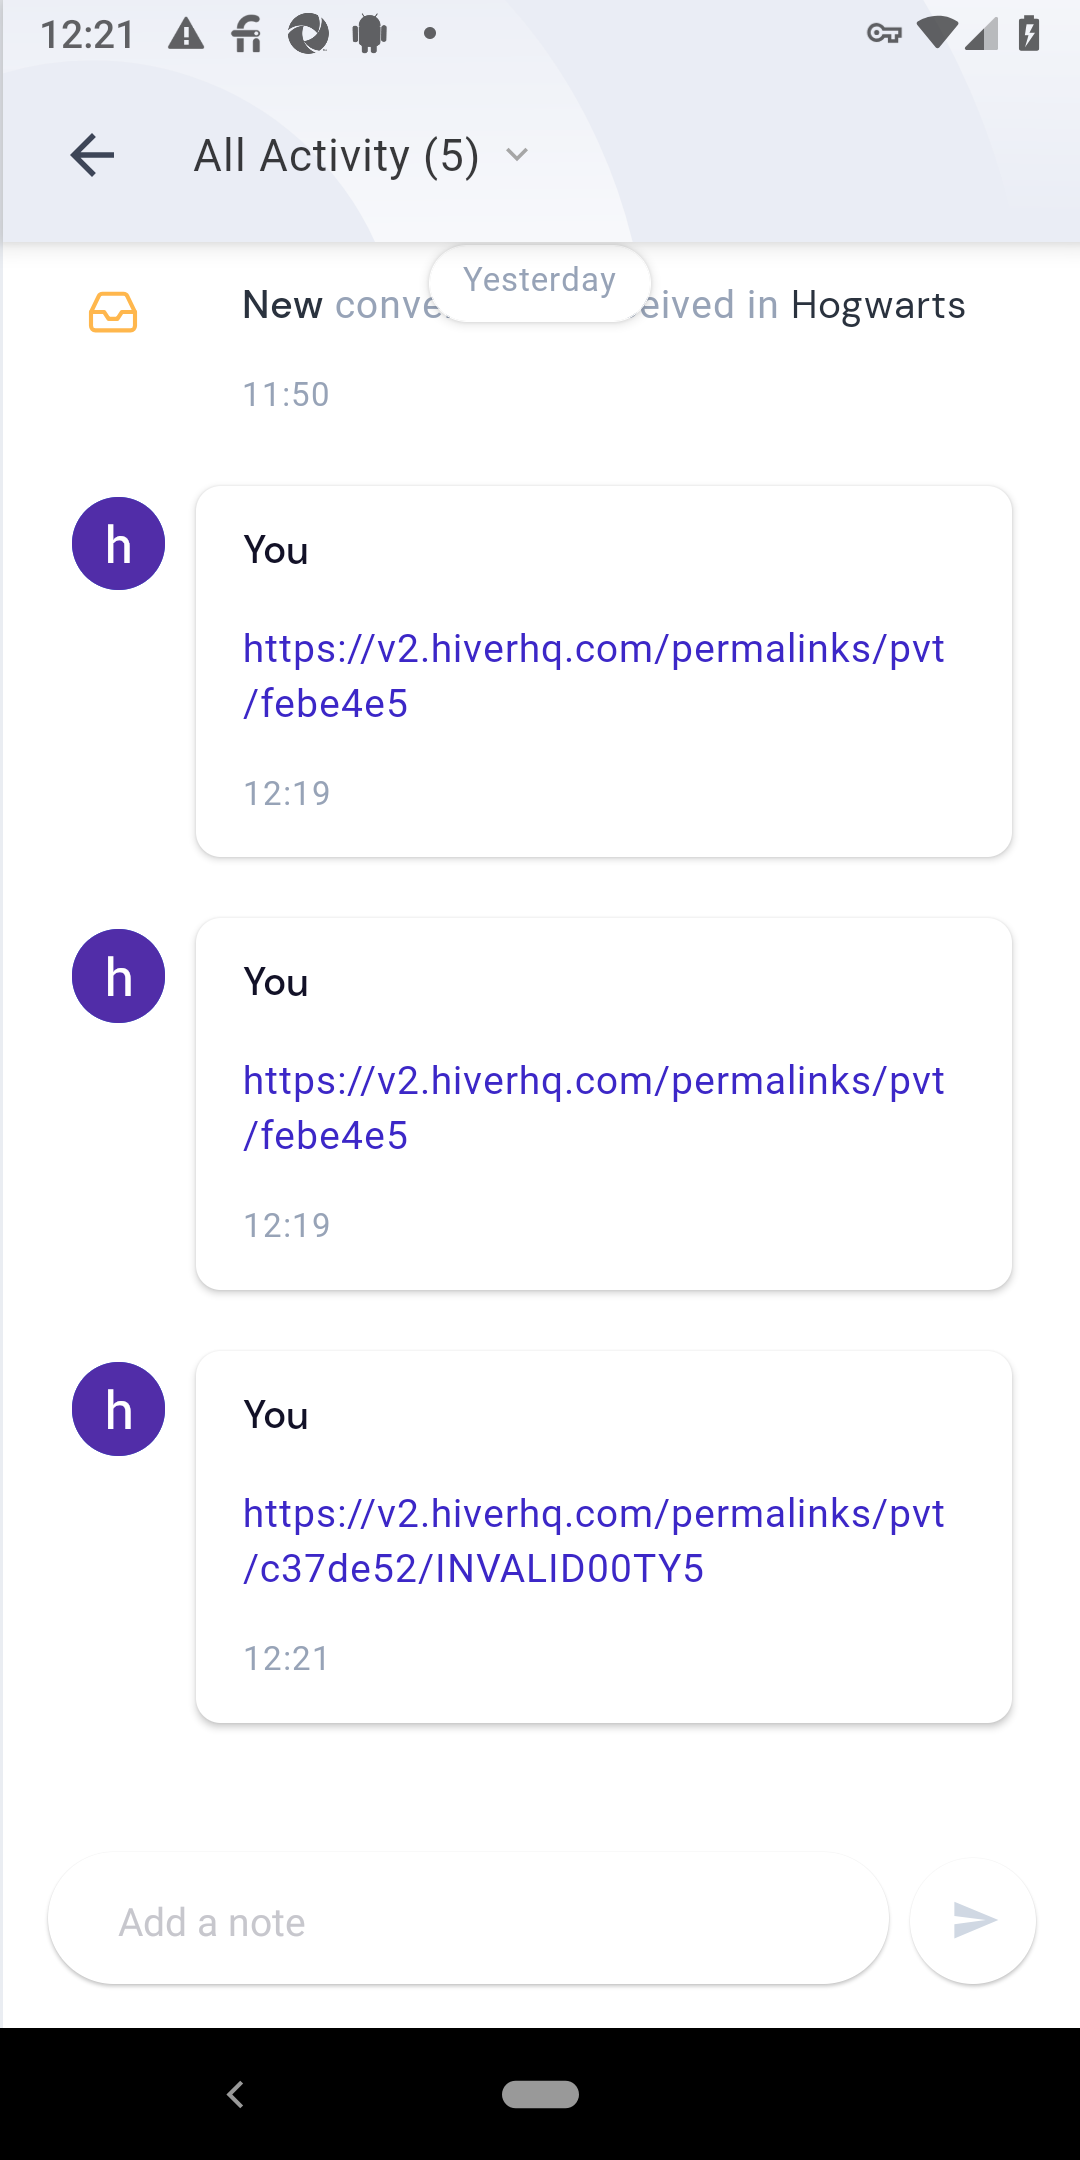 12:21
All Activity (5)
Yesterday
New eived in Hogwarts
11:50
h
You
https://v2.hiverhq.com/permalinks/pvt
/febe4e5
12:19
h
You
https://v2.hiverhq.com/permalinks/pvt
/febe4e5
12:19
h
You
https://v2.hiverhq.com/permalinks/pvt
/c37de52/INVALID00TY5
12:21
Add a note